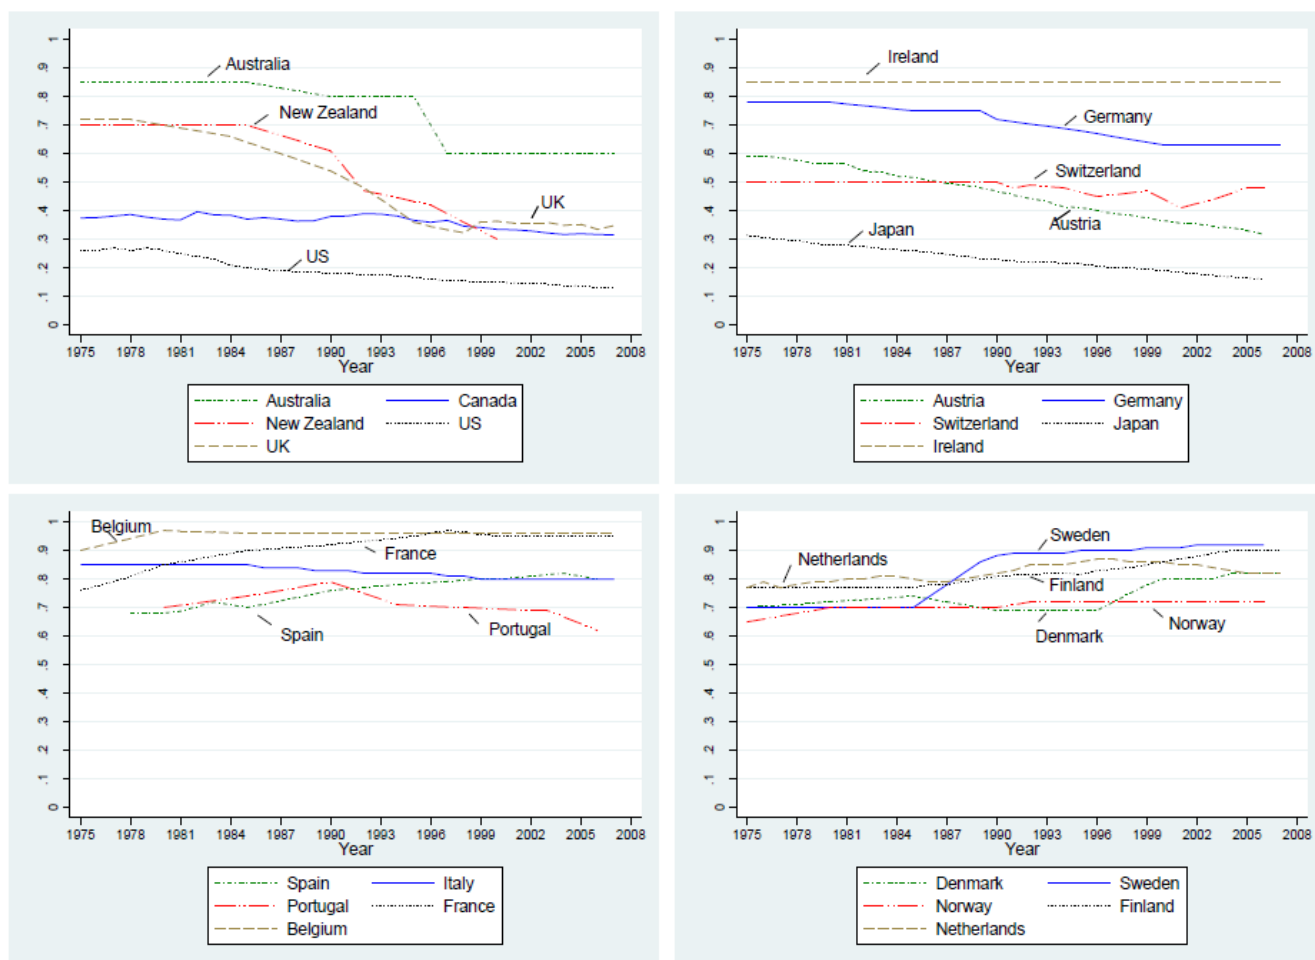 1
.9
.8
.7
.6
.5
.4
.3
.2
.1
0
Australia
New Zealand
UK
US
1975 1978 1981 1984 1987 1990 1993 1996 1999 2002 2005 2008
Year
Australia Canada
New Zealand US
UK
1
.9
.8
.7
.6
.5
.4
.3
.2
.1
0
Ireland
Germany
Switzerland
Austria
Japan
1975 1978 1981 1984 1987 1990 1993 1996 1999 2002 2005 2008
Year
Austria Germany
Switzerland Japan
Ireland
1
.9
.8
.7
.6
.5
.4
.3
.2
.1
0
Belgium
France
Spain
Portugal
1975 1978 1981 1984 1987 1990 1993 1996 1999 2002 2005 2008
Year
Spain Italy
Portugal France
Belgium
1
.9
.8
.7
.6
.5
.4
.3
.2
.1
0
Sweden
Netherlands
Finland
Norway
Denmark
1975 1978 1981 1984 1987 1990 1993 1996 1999 2002 2005 2008
Year
Denmark Sweden
Norway Finland
Netherlands